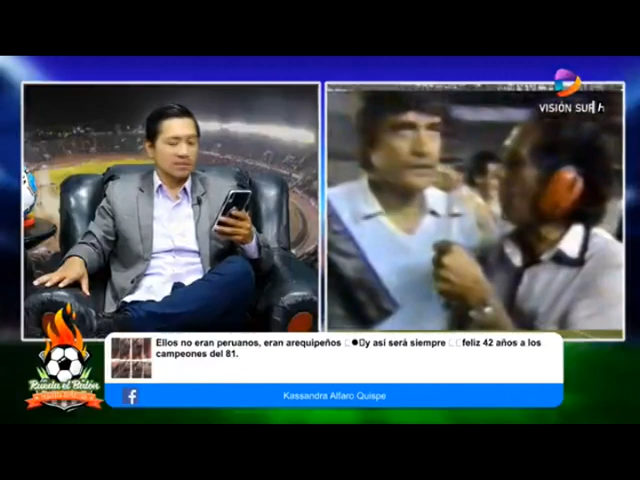 VISIÓN SUR
Ellos no eran peruanos, eran arequipeños y así será siempre feliz 42 años a los
campeones del 81.
Rueda el Balón
Kassandra Alfaro Quispe